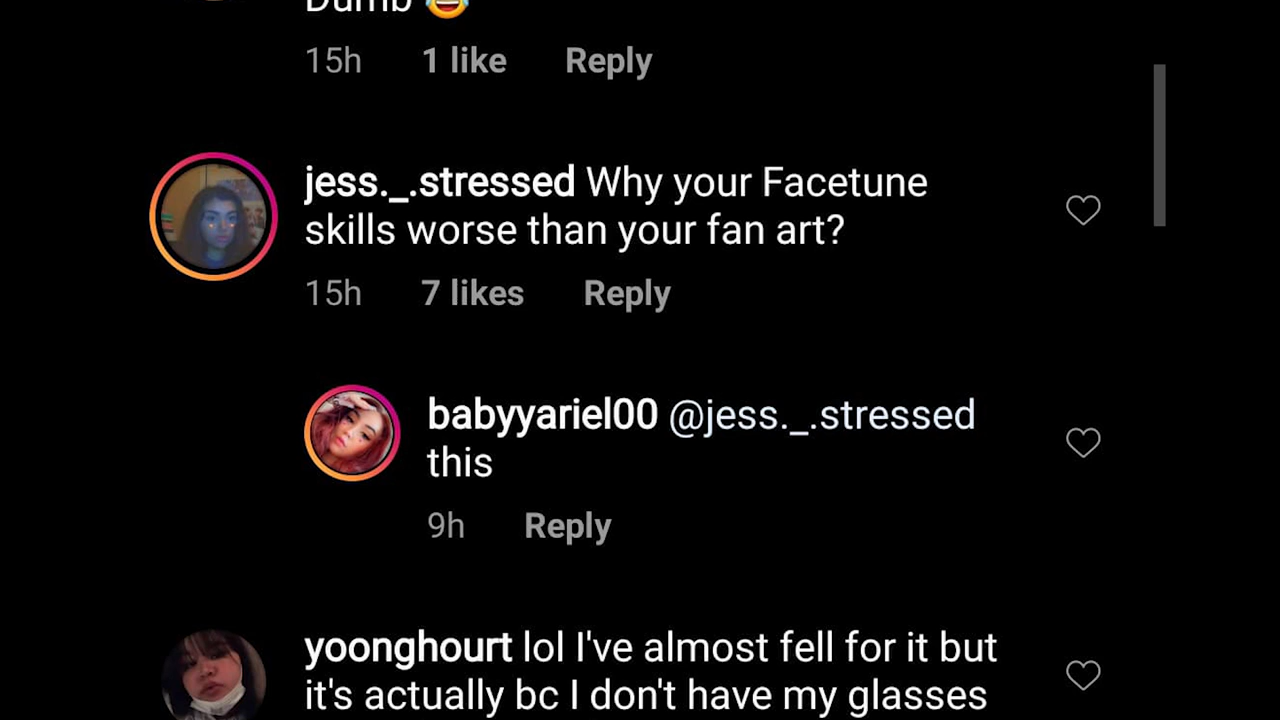 Dumb 😂
15h 1 like Reply
jess._.stressed Why your Facetune
skills worse than your fan art?
15h 7 likes Reply
babyyariel00 @jess._.stressed
this
9h Reply
yoonghourt lol I've almost fell for it but
it's actually bc I don't have my glasses